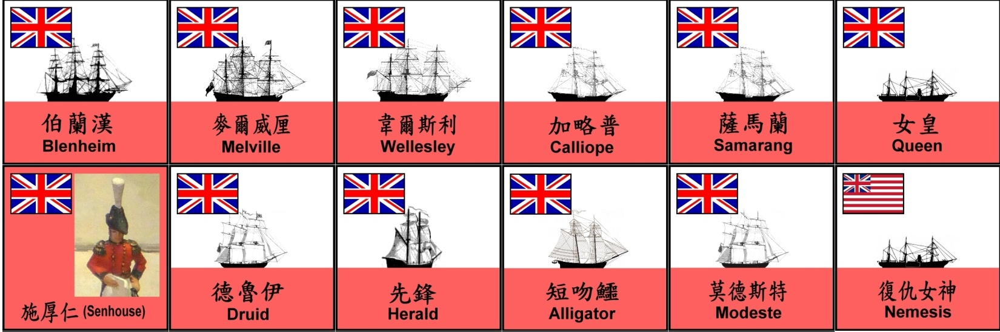 伯蘭漢
Blenheim
麥爾威厘
Melville
韋爾斯利
Wellesley
加略普
Calliope
薩馬蘭
Samarang
女皇
Queen
施厚仁 (Senhouse)
德魯伊
Druid
先鋒
Herald
短吻鱷
Alligator
莫德斯特
Modeste
復仇女神
Nemesis